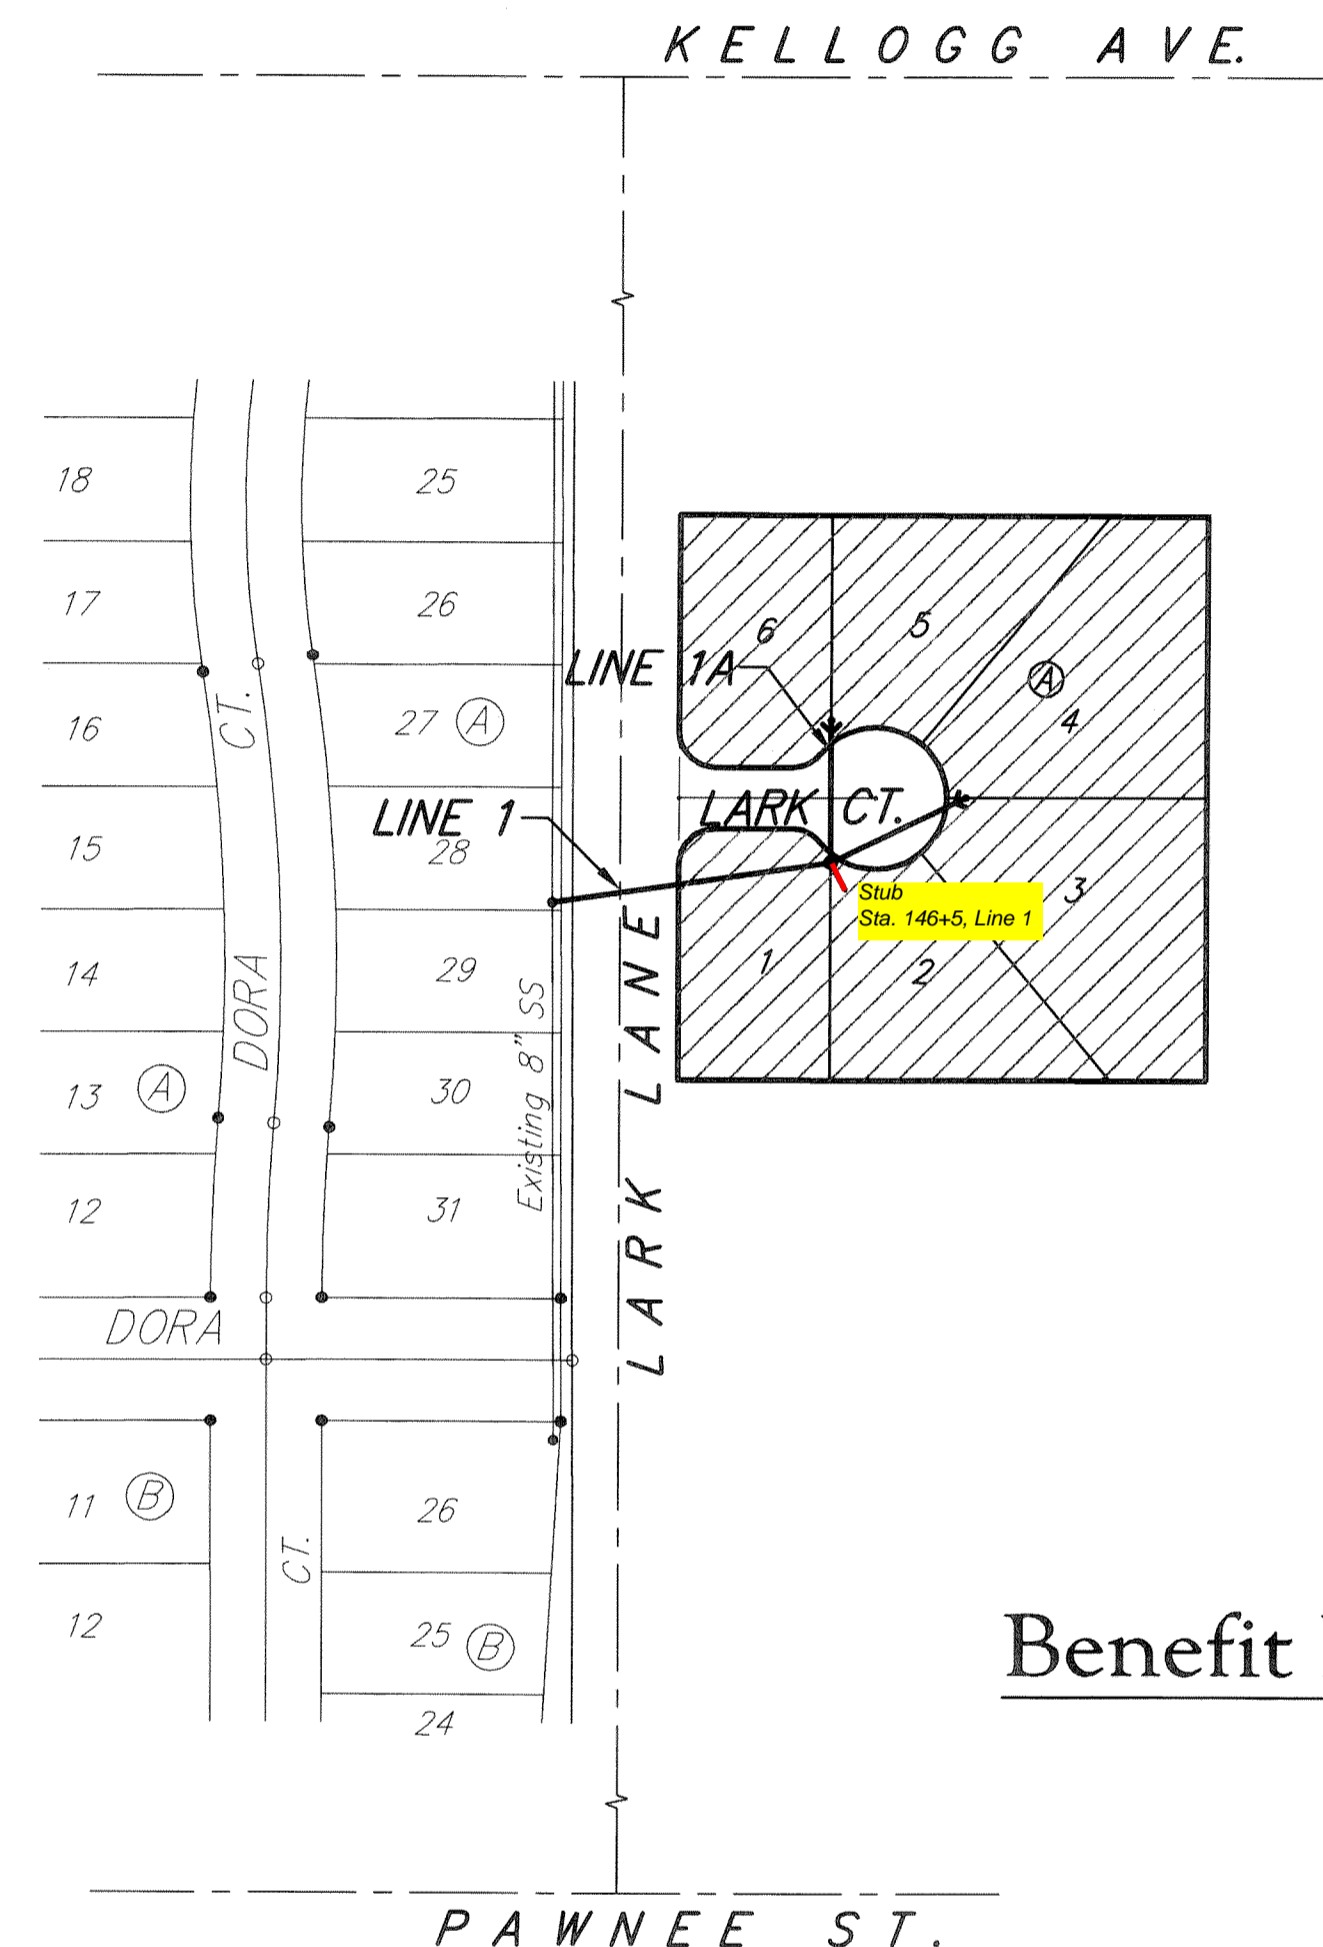 KELLOGG AVE.
18
25
17
26
6
5
LINE 1A
A
4
16
CT.
27 A
LINE 1
LARK CT.
15
28
Stub
Sta. 146+5, Line 1
3
1
2
14
29
DORA
Existing 8" SS
LARK LANE
13 A
30
12
31
DORA
11 B
26
CT.
12
25 B
24
Benefit
PAWNEE ST.